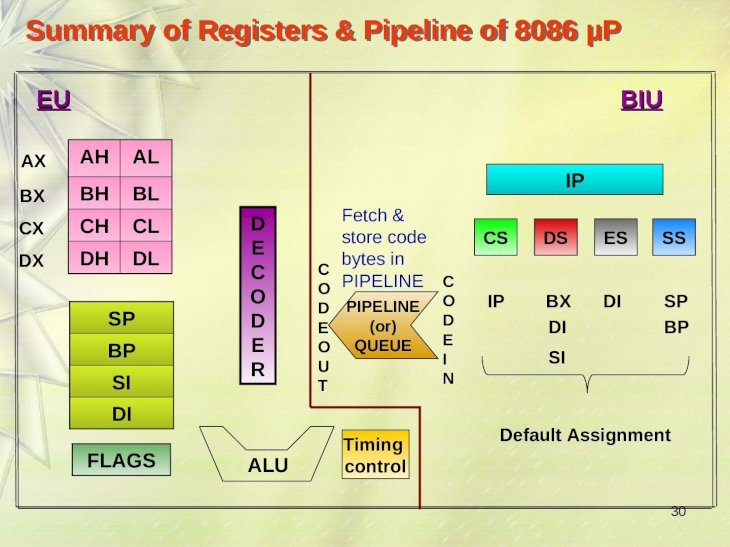 Summary of Registers & Pipeline of 8086 µP
EU
BIU
AX
AH AL
BX
BH BL
CX
CH CL
DX
DH DL
SP
BP
SI
DI
FLAGS
D
E
C
O
D
E
R
ALU
Timing
control
C
O
D
E
O
U
T
Fetch &
store code
bytes in
PIPELINE
PIPELINE
(or)
QUEUE
C
O
D
E
I
N
IP
CS DS ES SS
IP BX DI SP
DI BP
SI
Default Assignment
30